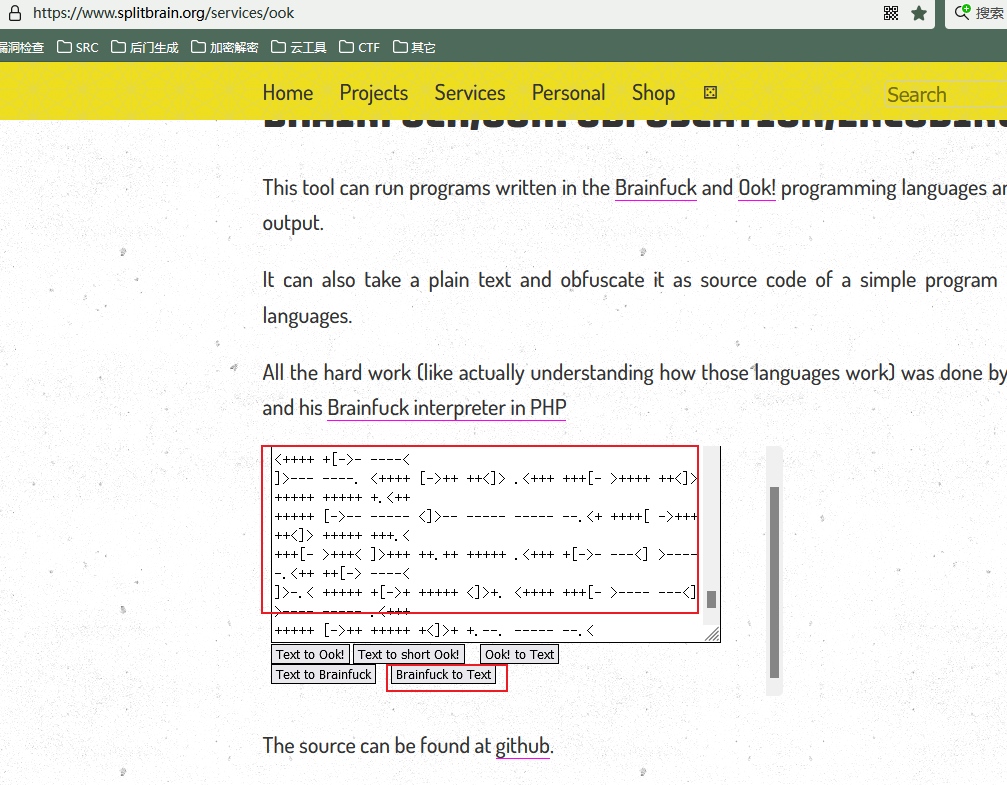 https://www.splitbrain.org/services/ook
搜索
漏洞检查 SRC 后门生成 加密解密 云工具 CTF 其它
Home Projects Services Personal Shop Search
This tool can run programs written in the Brainfuck and Ook! programming languages an
output.
It can also take a plain text and obfuscate it as source code of a simple program
languages.
All the hard work (like actually understanding how those languages work) was done by
and his Brainfuck interpreter in PHP
<++++ +[->- ----<
]>--- ----. <++++ [->++ ++<]> .<+++ +++[- >++++ ++<]>
+++++ +++++ +.<++
+++++ [->-- ----- <]>-- ----- ----- --.<+ ++++[ ->+++
++<]> +++++ +++.<
+++[- >+++< ]>+++ ++.++ +++++ .<+++ +[->- ---<] >----
-.<++ ++[-> ----<
]>-.< +++++ +[->+ +++++ <]>+. <++++ +++[- >---- ---<]
>---- ----- .<+++
+++++ [->++ +++++ +<]>+ +.--. ----- --.<
Text to Ook! Text to short Ook! Ook! to Text
Text to Brainfuck Brainfuck to Text
The source can be found at github.